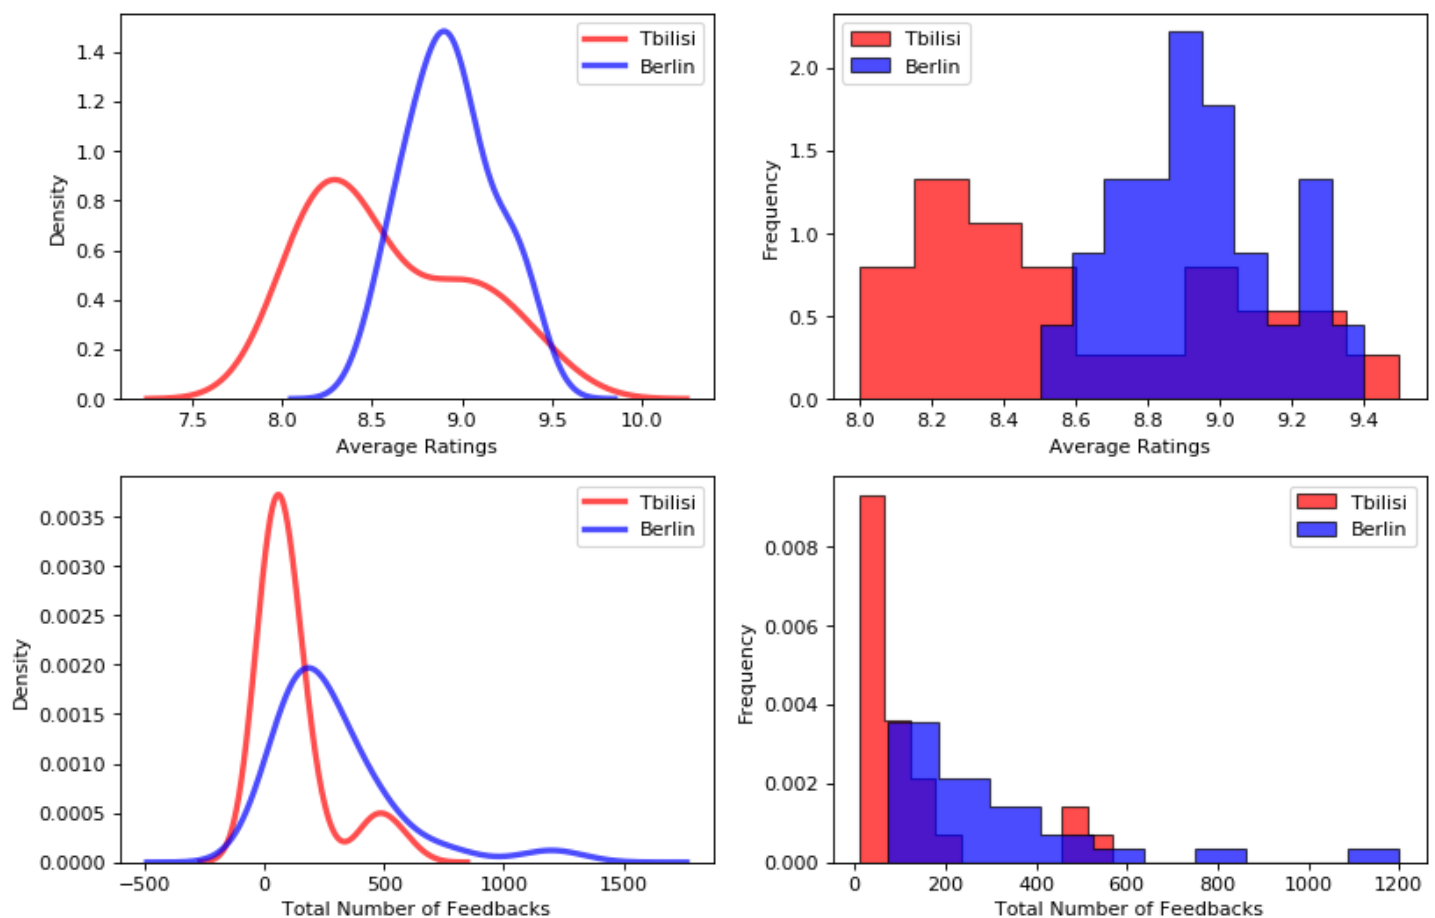 Tbilisi
Berlin
1.4
1.2
1.0
0.8
0.6
0.4
0.2
0.0
Density
7.5 8.0 8.5 9.0 9.5 10.0
Average Ratings
Tbilisi
Berlin
2.0
1.5
1.0
0.5
0.0
Frequency
8.0 8.2 8.4 8.6 8.8 9.0 9.2 9.4
Average Ratings
Tbilisi
Berlin
0.0035
0.0030
0.0025
0.0020
0.0015
0.0010
0.0005
0.0000
Density
−500 0 500 1000 1500
Total Number of Feedbacks
Tbilisi
Berlin
0.008
0.006
0.004
0.002
0.000
Frequency
0 200 400 600 800 1000 1200
Total Number of Feedbacks